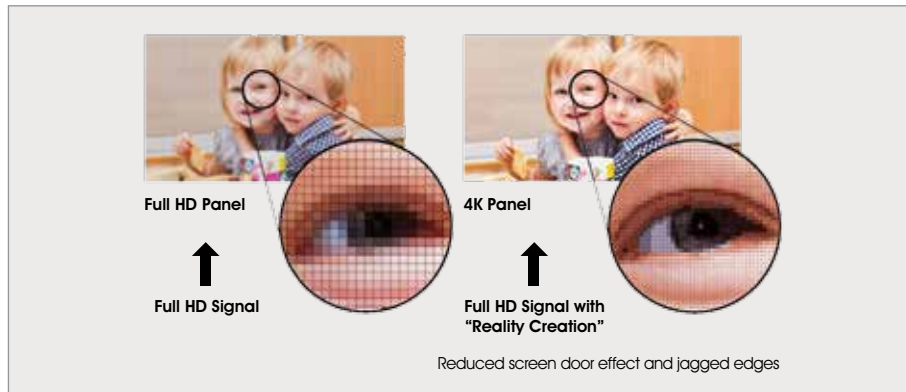 Full HD Panel
4K Panel
Full HD Signal
Full HD Signal with
“Reality Creation”
Reduced screen door effect and jagged edges